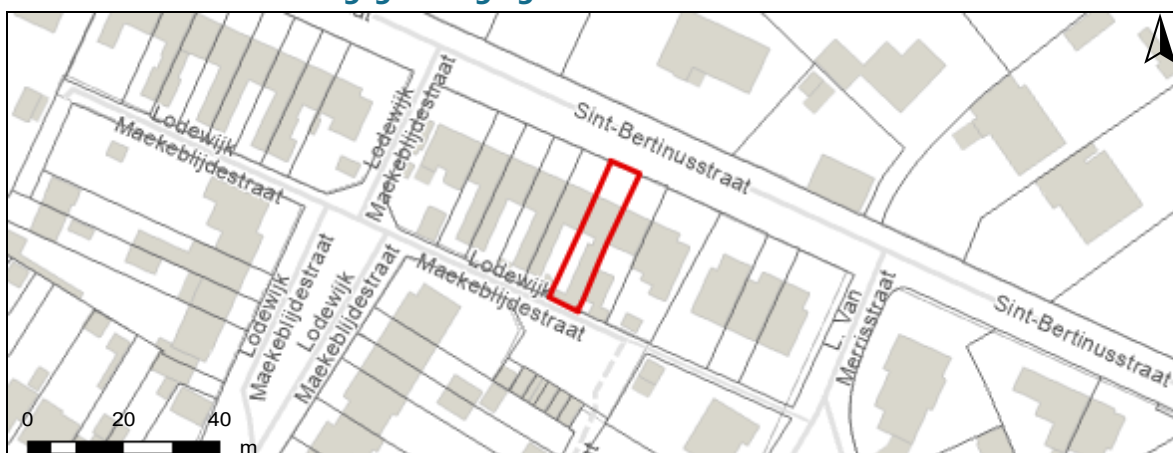 Sint-Bertinusstraat
Lodewijk
Maekeblijdestraat
Lodewijk
Maekeblijdestraat
Lodewijk
Maekeblijdestraat
Lodewijk
Maekeblijdestraat
Lodewijk
Maekeblijdestraat
L. Van
Merrisstraat
Sint-Bertinusstraat
0 20 40
m